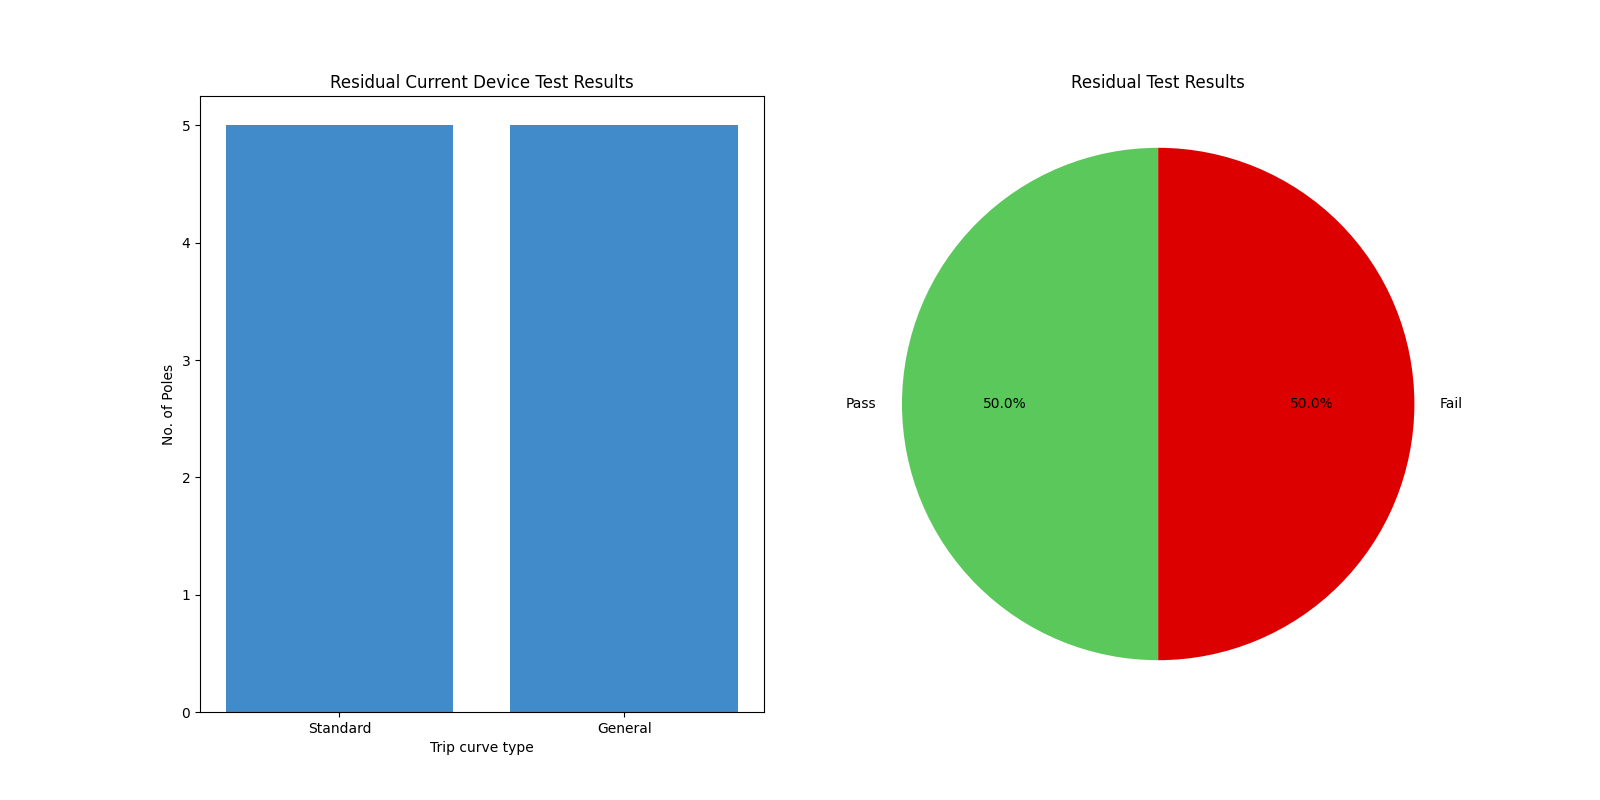 Residual Current Device Test Results
5
4
3
2
1
0
No. of Poles
Standard
General
Trip curve type
Residual Test Results
Pass
50.0%
50.0%
Fail